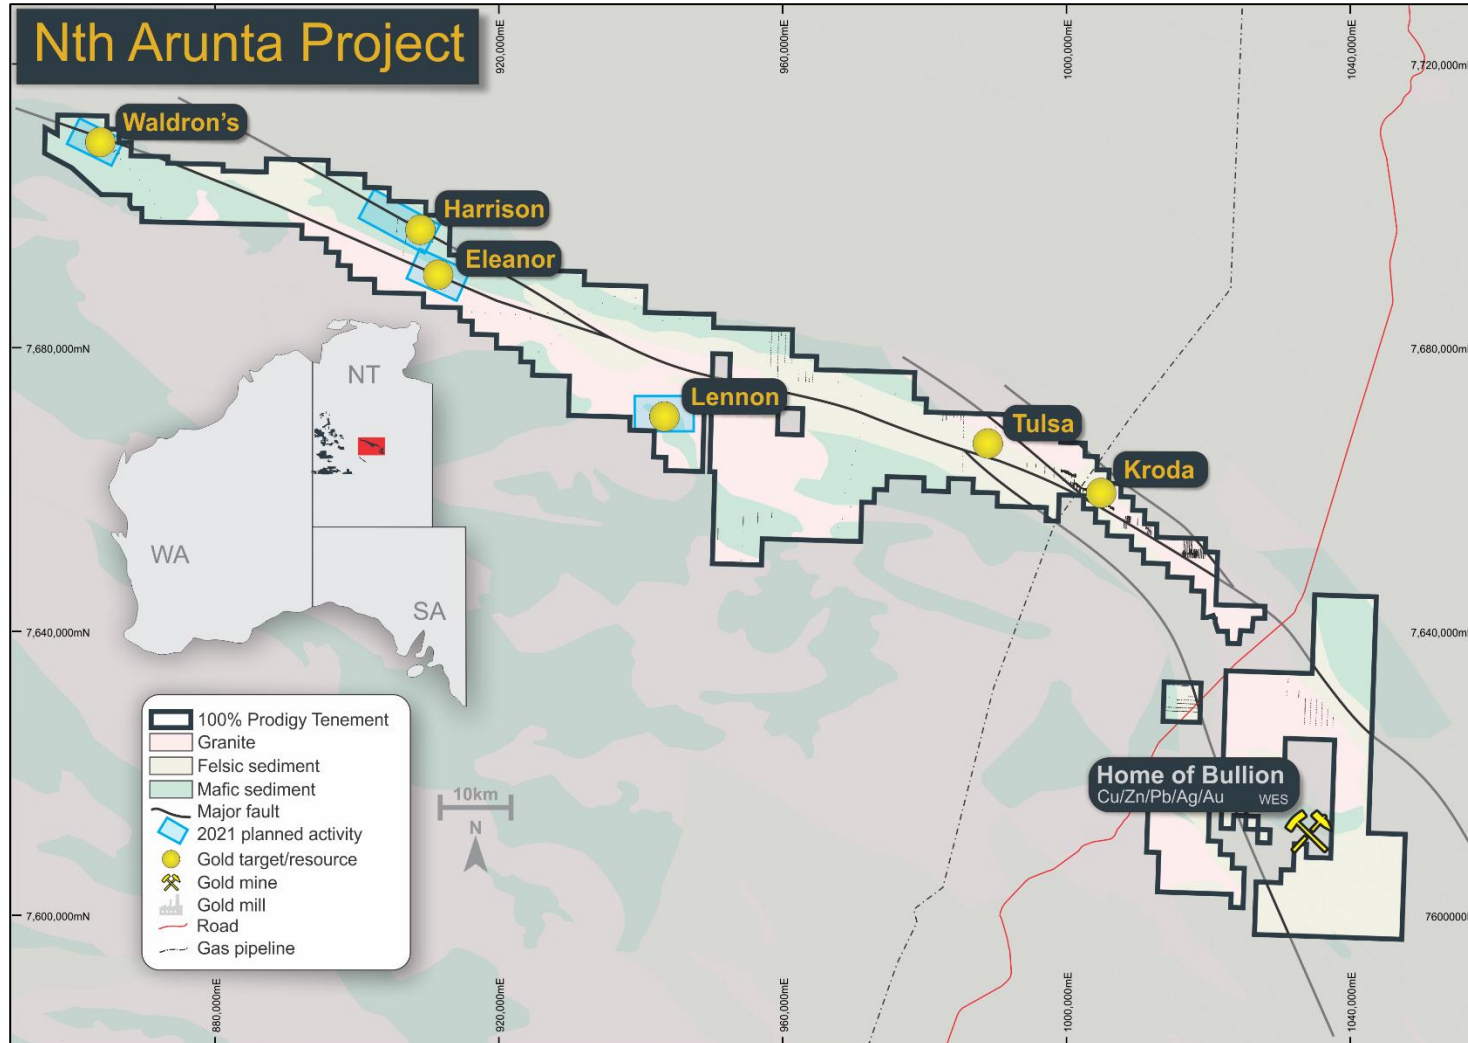 Nth Arunta Project
920,000mE
960,000mE
1000,000mE
1040,000mE
7,720,000m
Waldron's
Harrison
Eleanor
7,680,000mN
7,680,000mN
NT
Lennon
Tulsa
Kroda
WA
SA
7,640,000mN
7,640,000mN
100% Prodigy Tenement
Granite
Felsic sediment
Mafic sediment
Major fault
2021 planned activity
Gold target/resource
Gold mine
Gold mill
Road
Gas pipeline
10km
N
Home of Bullion
Cu/Zn/Pb/Ag/Au WES
7,600,000mN
7600000
880,000mE
920,000mE
960,000mE
1000,000mE
1040,000mE